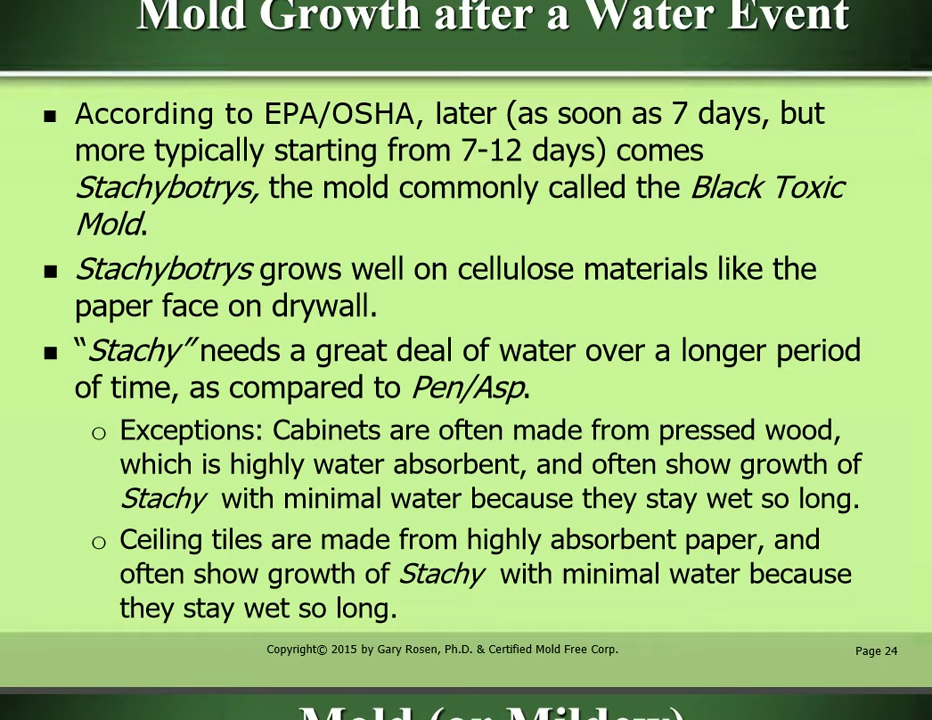 Mold Growth after a Water Event
■ According to EPA/OSHA, later (as soon as 7 days, but
more typically starting from 7-12 days) comes
Stachybotrys, the mold commonly called the Black Toxic
Mold.
■ Stachybotrys grows well on cellulose materials like the
paper face on drywall.
■ “Stachy” needs a great deal of water over a longer period
of time, as compared to Pen/Asp.
○ Exceptions: Cabinets are often made from pressed wood,
which is highly water absorbent, and often show growth of
Stachy with minimal water because they stay wet so long.
○ Ceiling tiles are made from highly absorbent paper, and
often show growth of Stachy with minimal water because
they stay wet so long.
Copyright© 2015 by Gary Rosen, Ph.D. & Certified Mold Free Corp.
Page 24
Mold (or Mildew)